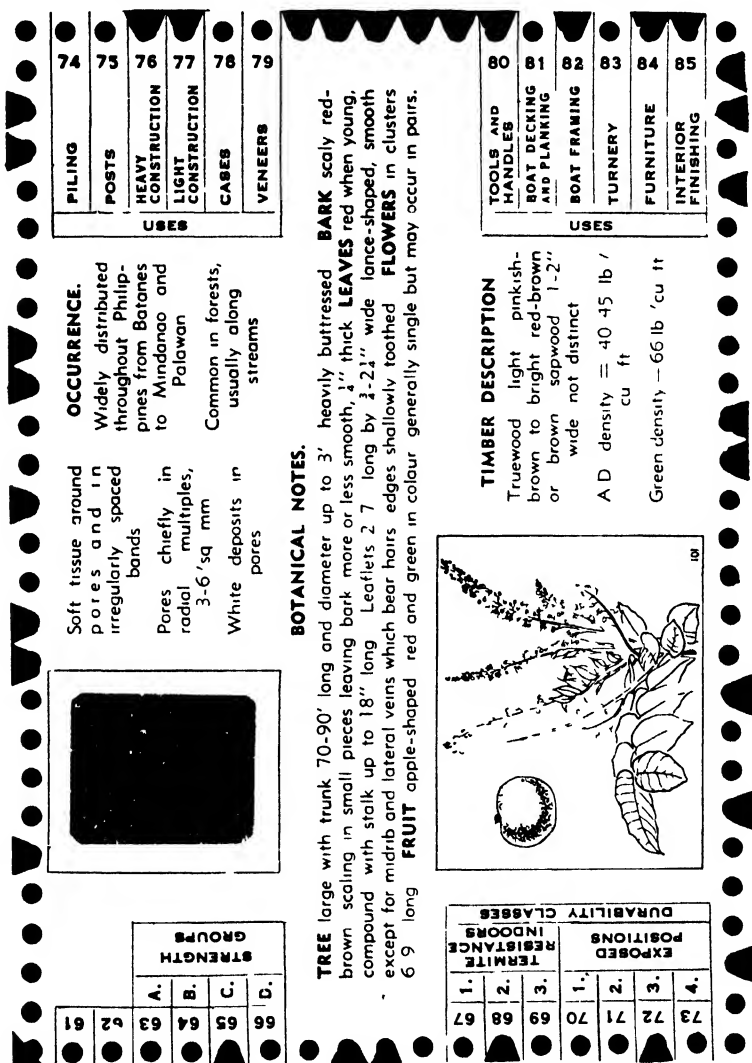 61
62
63 A.
64 B.
65 C.
66 D.
STRENGTH
GROUPS
Soft tissue around
pores and in
irregularly spaced
bands
Pores chiefly in
radial multiples,
3-6/sq mm
White deposits in
pores
OCCURRENCE.
Widely distributed
throughout Philip-
pines from Batanes
to Mindanao and
Palawan
Common in forests,
usually along
streams
USES
PILING 74
POSTS 75
HEAVY CONSTRUCTION 76
LIGHT CONSTRUCTION 77
CASES 78
VENEERS 79
BOTANICAL NOTES.
TREE large with trunk 70-90' long and diameter up to 3' heavily buttressed BARK scaly red-
brown scaling in small pieces leaving bark more or less smooth, thick LEAVES red when young,
compound with stalk up to 18" long Leaflets 2 7 long by wide lance-shaped, smooth
except for midrib and lateral veins which bear hairs edges shallowly toothed FLOWERS in clusters
6 9 long FRUIT apple-shaped red and green in colour generally single but may occur in pairs.
67 1.
68 2.
69 3.
TERMITE
RESISTANCE
INDOORS
70 1.
71 2.
72 3.
73 4.
EXPOSED
POSITIONS
DURABILITY CLASSES
101
TIMBER DESCRIPTION
Truewood light pinkish-
brown to bright red-brown
or brown sapwood 1-2"
wide not distinct
A D density = 40 45 lb /
cu ft
Green density — 66 lb 'cu ft
USES
TOOLS AND HANDLES 80
BOAT DECKING AND PLANKING 81
BOAT FRAMING 82
TURNERY 83
FURNITURE 84
INTERIOR FINISHING 85